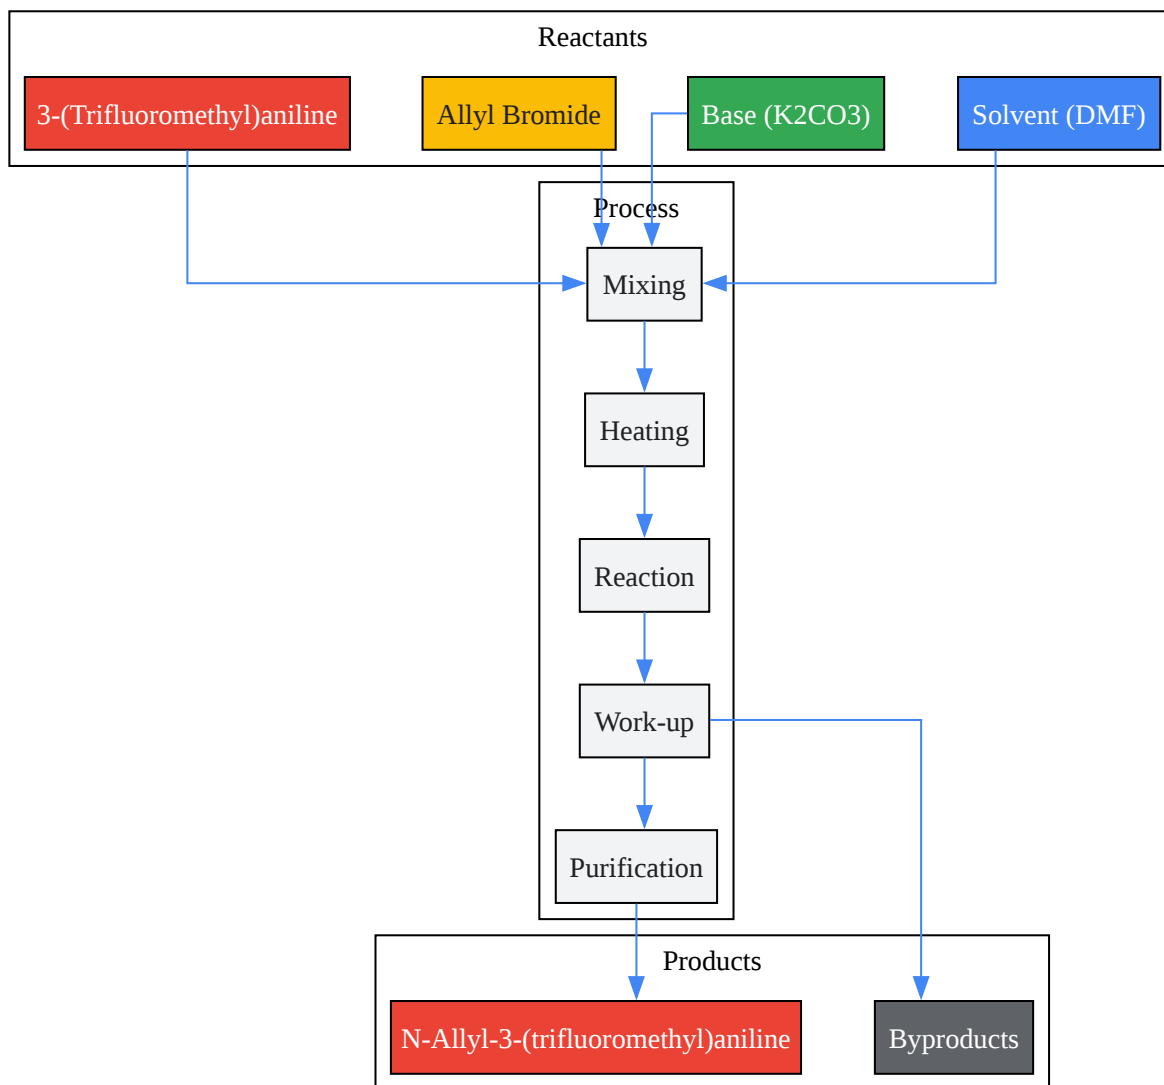 Reactants
3-(Trifluoromethyl)aniline
Allyl Bromide
Base (K2CO3)
Solvent (DMF)
Process
Mixing
Heating
Reaction
Work-up
Purification
Products
N-Allyl-3-(trifluoromethyl)aniline
Byproducts